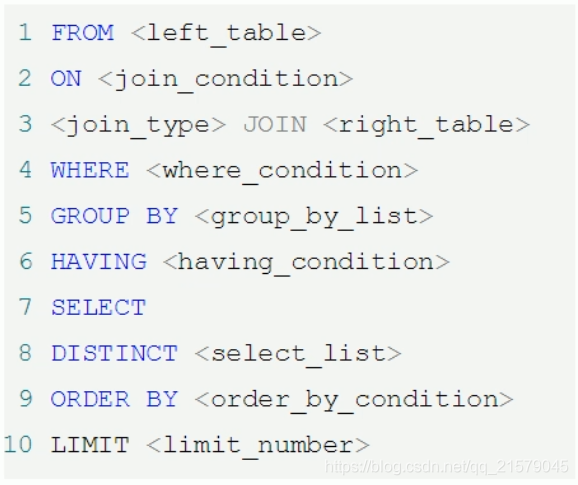 1 FROM <left_table>
2 ON <join_condition>
3 <join_type> JOIN <right_table>
4 WHERE <where_condition>
5 GROUP BY <group_by_list>
6 HAVING <having_condition>
7 SELECT
8 DISTINCT <select_list>
9 ORDER BY <order_by_condition>
10 LIMIT <limit_number>
https://blog.csdn.net/qq_21579045